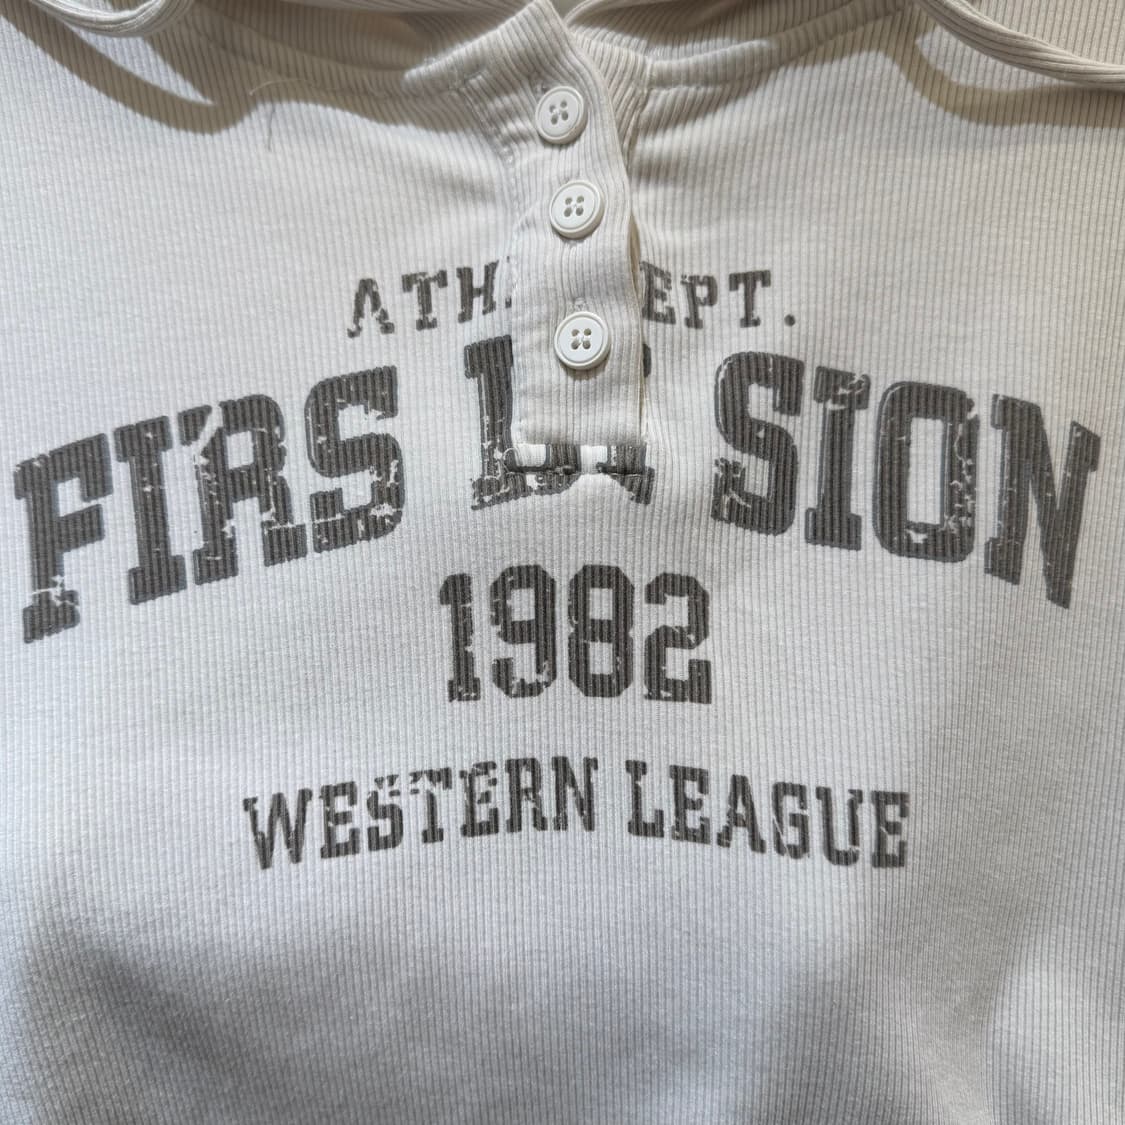 ATH EPT.
FIRS D SION
1982
WESTERN LEAGUE